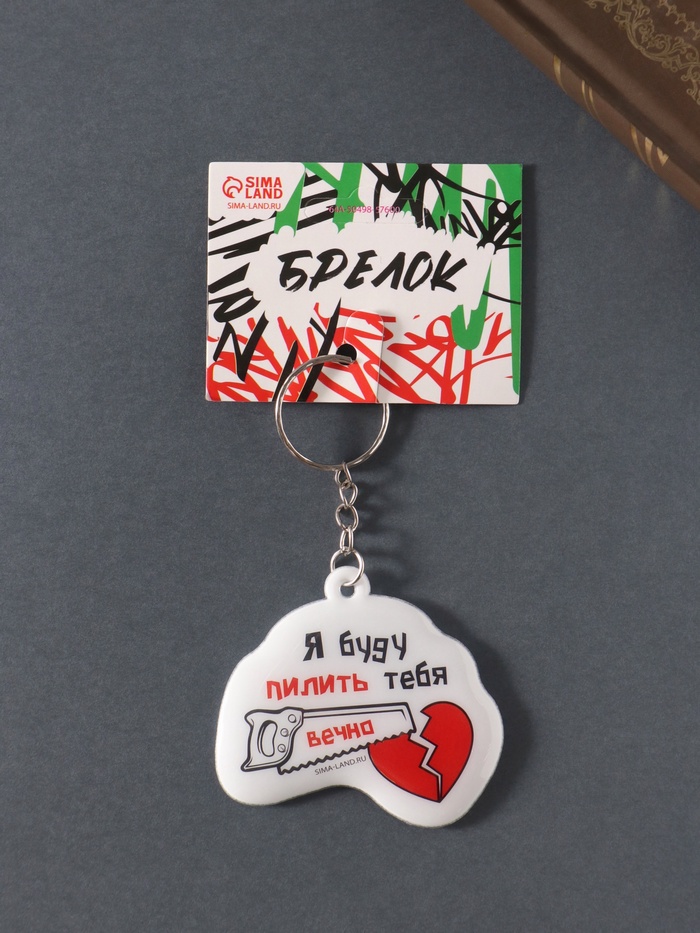 SIMA
LAND
SIMA-LAND.RU
БРЕЛОК
Я буду
пилить тебя
вечно
SIMA-LAND.RU